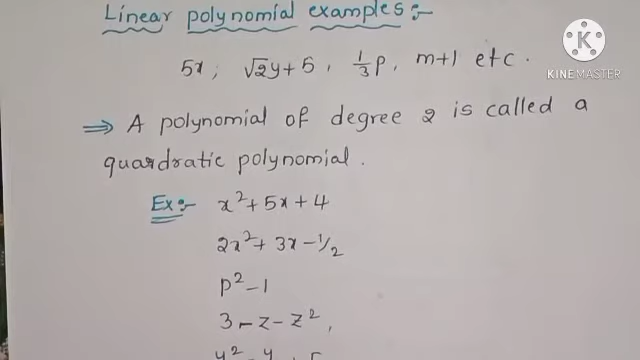 Linear polynomial examples:-
5x, √2y+5, 1/3p, m+1 etc.
KINEMASTER
⇒ A polynomial of degree 2 is called a
quardratic polynomial.
Ex:- x²+5x+4
2x²+3x-1/2
p²-1
3-z-z²,